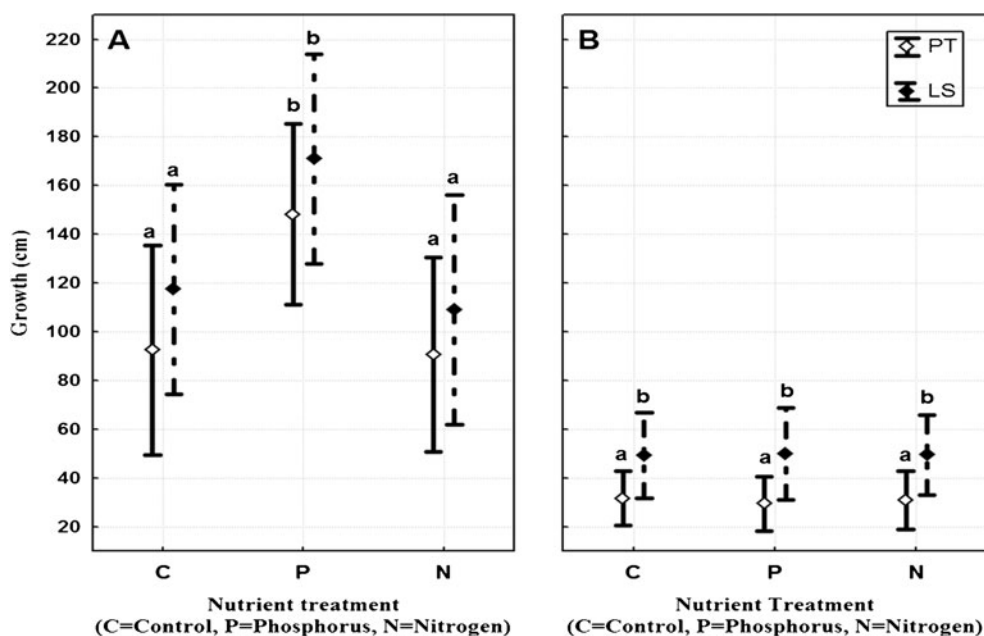 A
B
PT
LS
220
200
180
160
140
120
100
80
60
40
20
Growth (cm)
a
a
b
b
a
a
a
b
a
b
a
b
C
P
N
C
P
N
Nutrient treatment
(C=Control, P=Phosphorus, N=Nitrogen)
Nutrient Treatment
(C=Control, P=Phosphorus, N=Nitrogen)